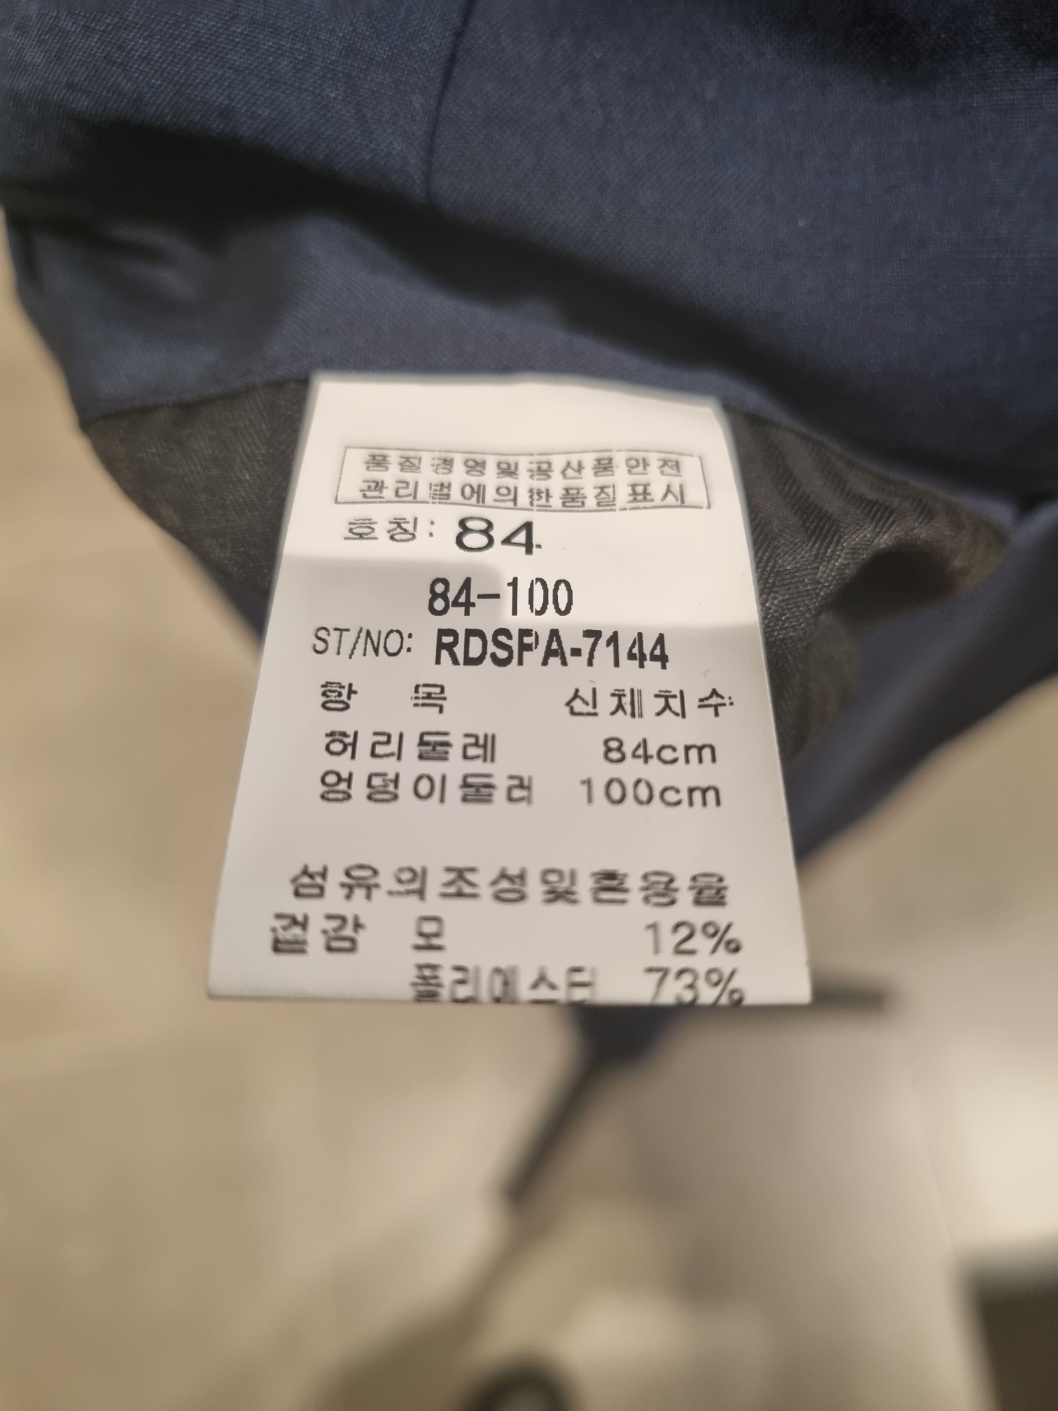 품질경영및공산품안전
관리법에의한품질표시
호칭: 84
84-100
ST/NO: RDSPA-7144
항 목 신체치수
허리둘레 84cm
엉덩이둘레 100cm
섬유의조성및혼용율
겉감 모 12%
폴리에스터 73%